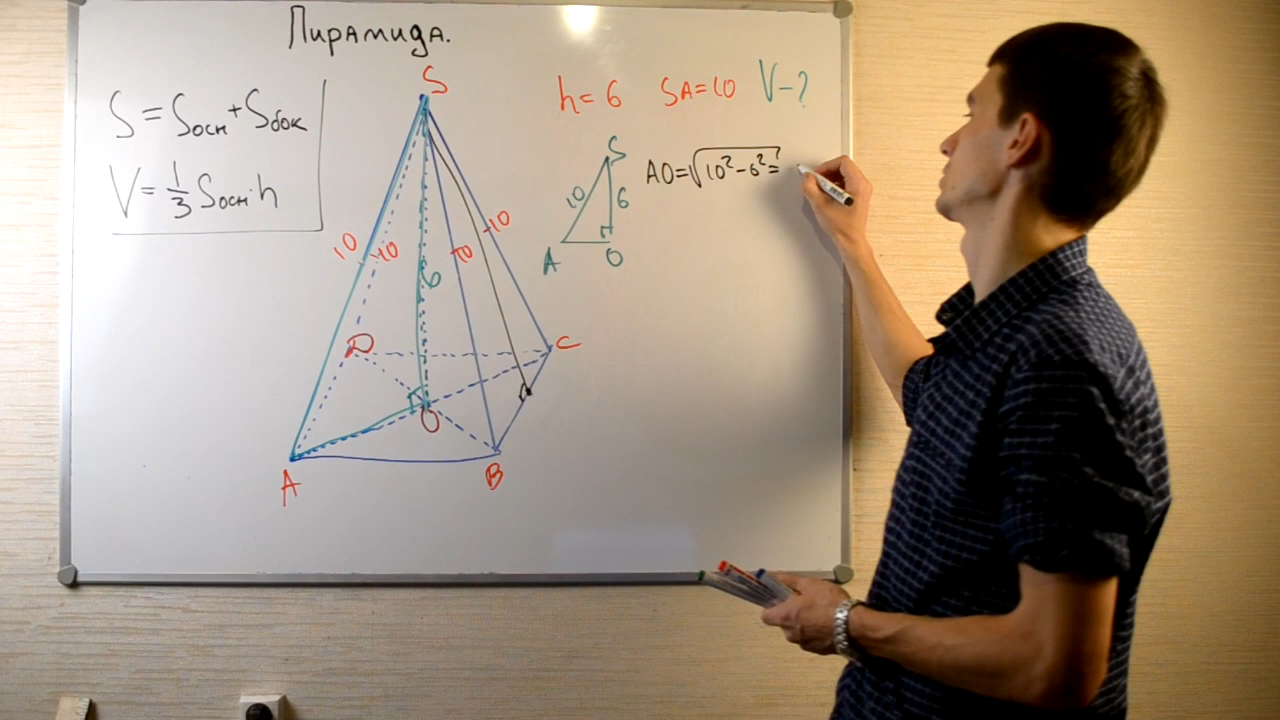 Пирамида.
S = Sосн + Sбок
V = 1/3 Sосн h
h = 6 SA = 10 V - ?
S
10
6
A
O
AO = √10² - 6² =
S
10
10
10
10
6
D
C
O
A
B